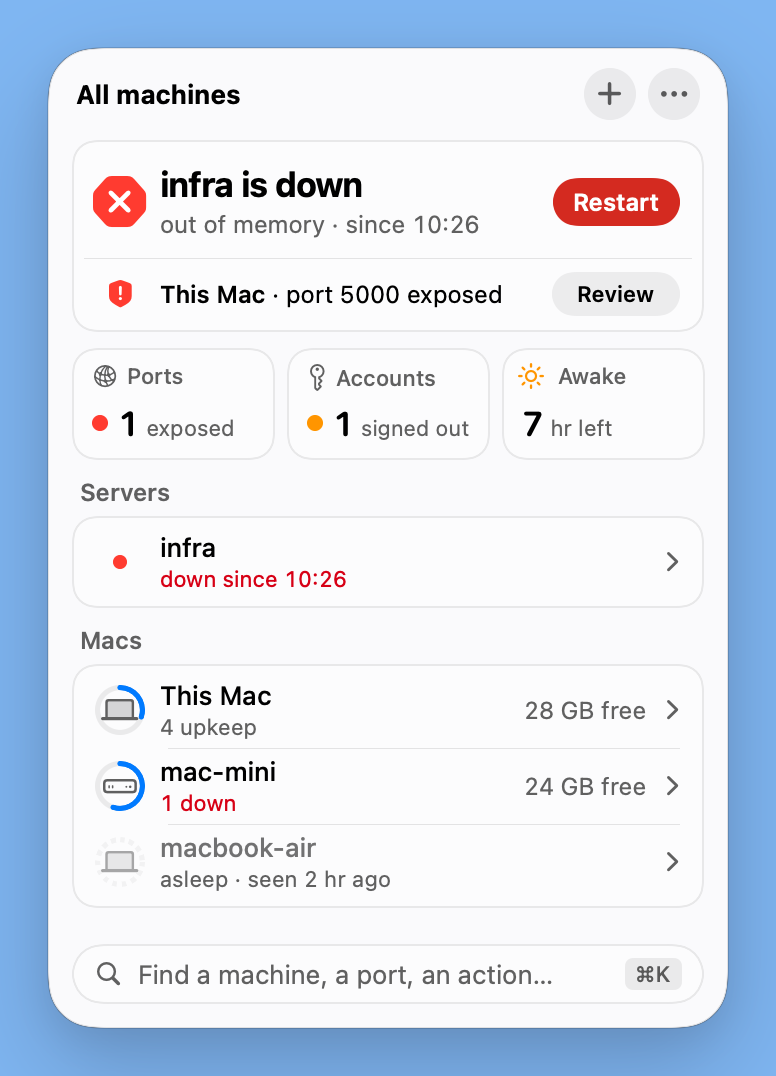 All machines
infra is down
out of memory · since 10:26
Restart
This Mac · port 5000 exposed
Review
Ports
1 exposed
Accounts
1 signed out
Awake
7 hr left
Servers
infra
down since 10:26
Macs
This Mac
4 upkeep
28 GB free
mac-mini
1 down
24 GB free
macbook-air
asleep · seen 2 hr ago
Find a machine, a port, an action...
⌘K